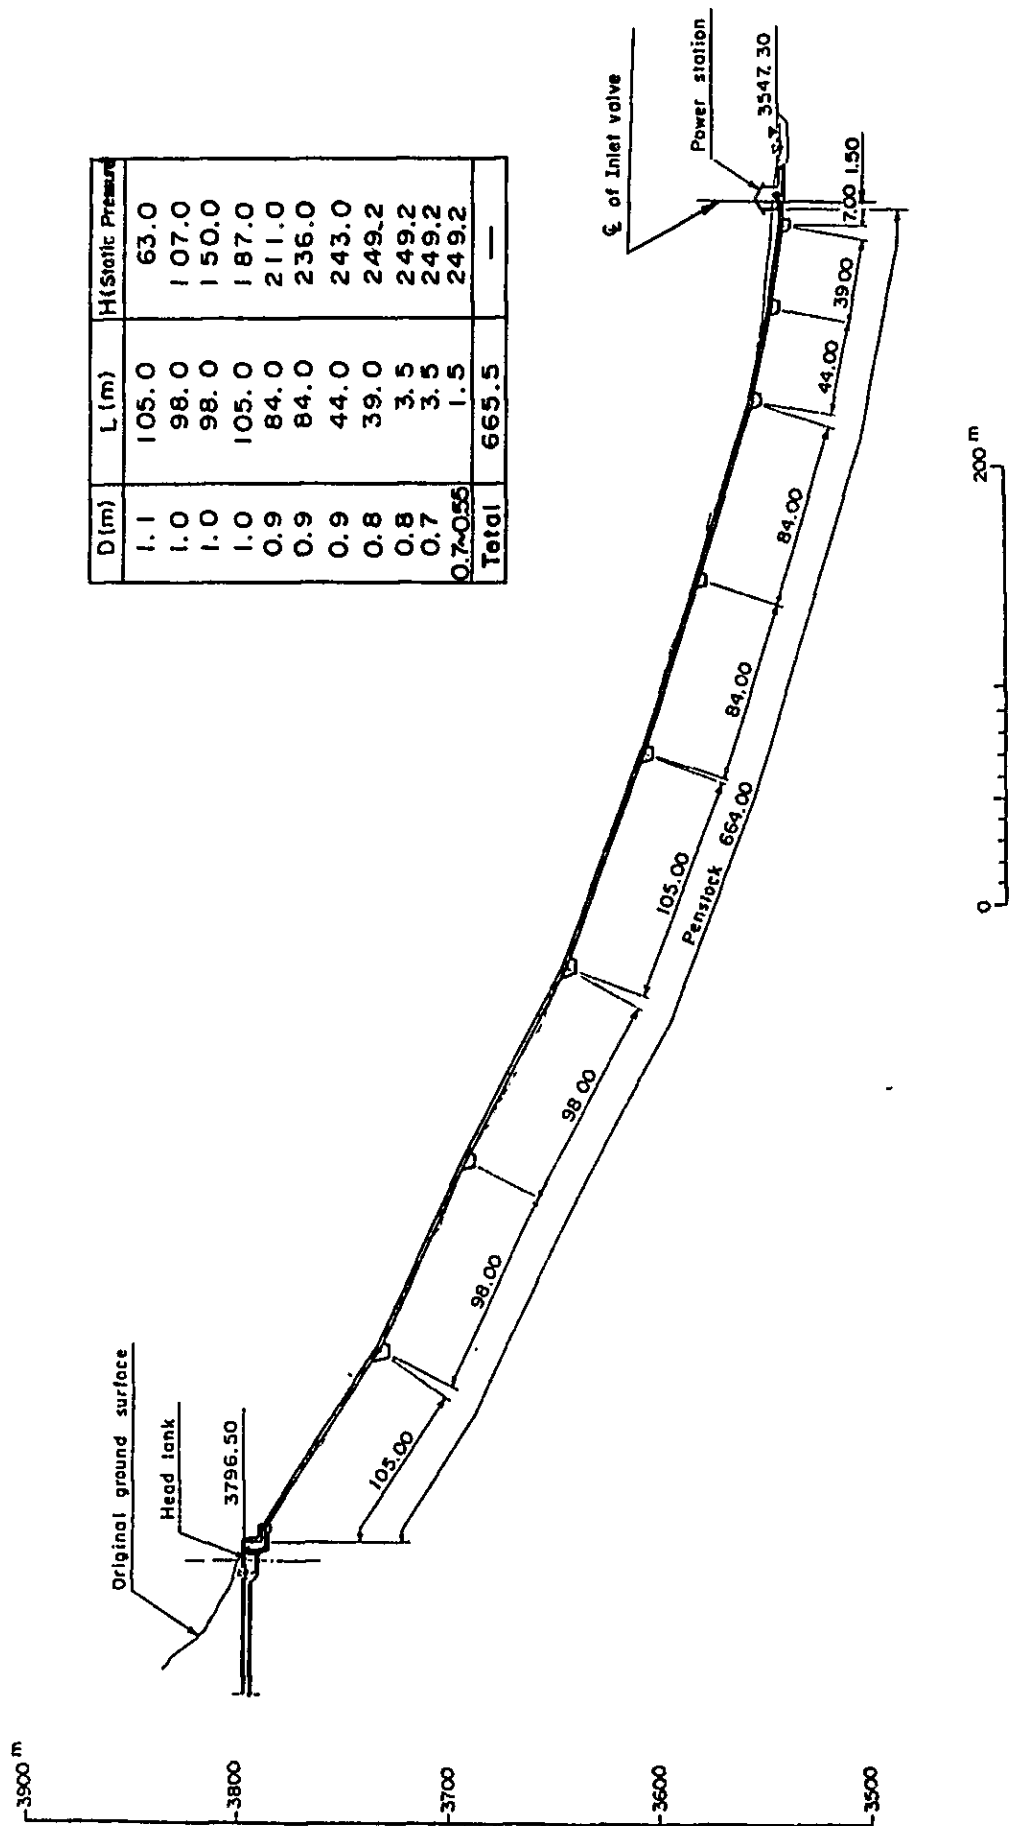 D(m) L(m) H(Static Pressure
1.1 105.0 63.0
1.0 98.0 107.0
1.0 98.0 150.0
1.0 105.0 187.0
0.9 84.0 211.0
0.9 84.0 236.0
0.9 44.0 243.0
0.8 39.0 249.2
0.8 3.5 249.2
0.7 3.5 249.2
0.7~0.55 1.5 249.2
Total 665.5 —
3900 m
3800
3700
3600
3500
Original ground surface
Head tank
3796.50
105.00
98.00
98 00
105.00
Penstock 664.00
84.00
84.00
44.00
39 00
7.00 1.50
℄ of Inlet valve
Power station
3547. 30
0
200 m